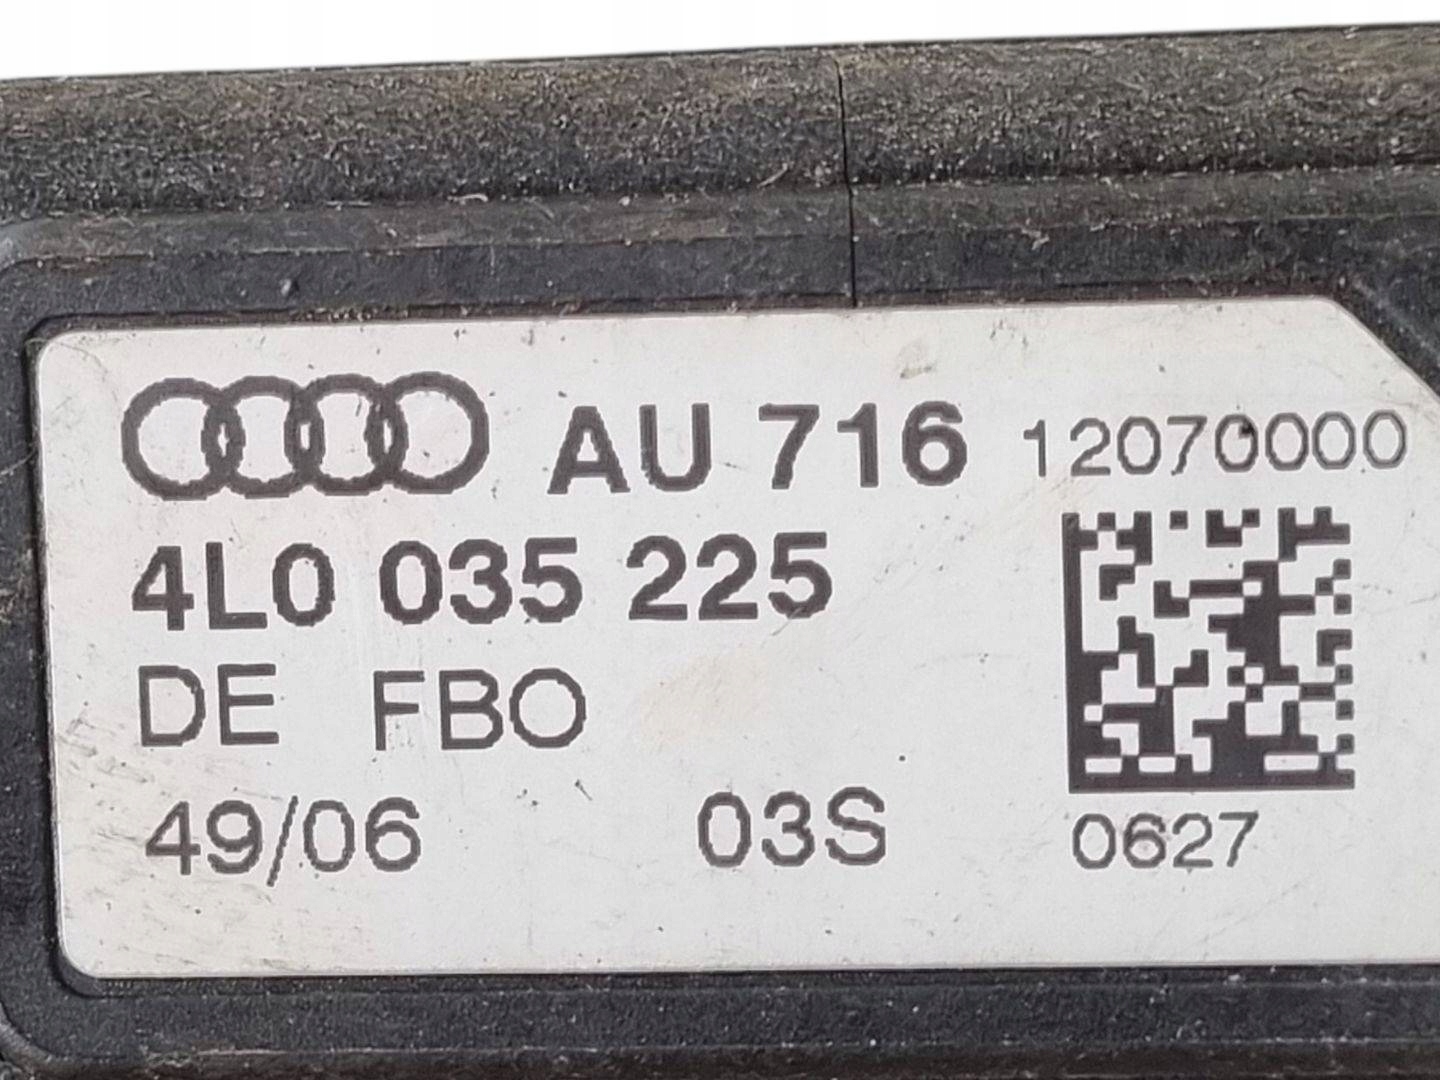 AU 716 12070000
4L0 035 225
DE FBO
49/06 03S 0627